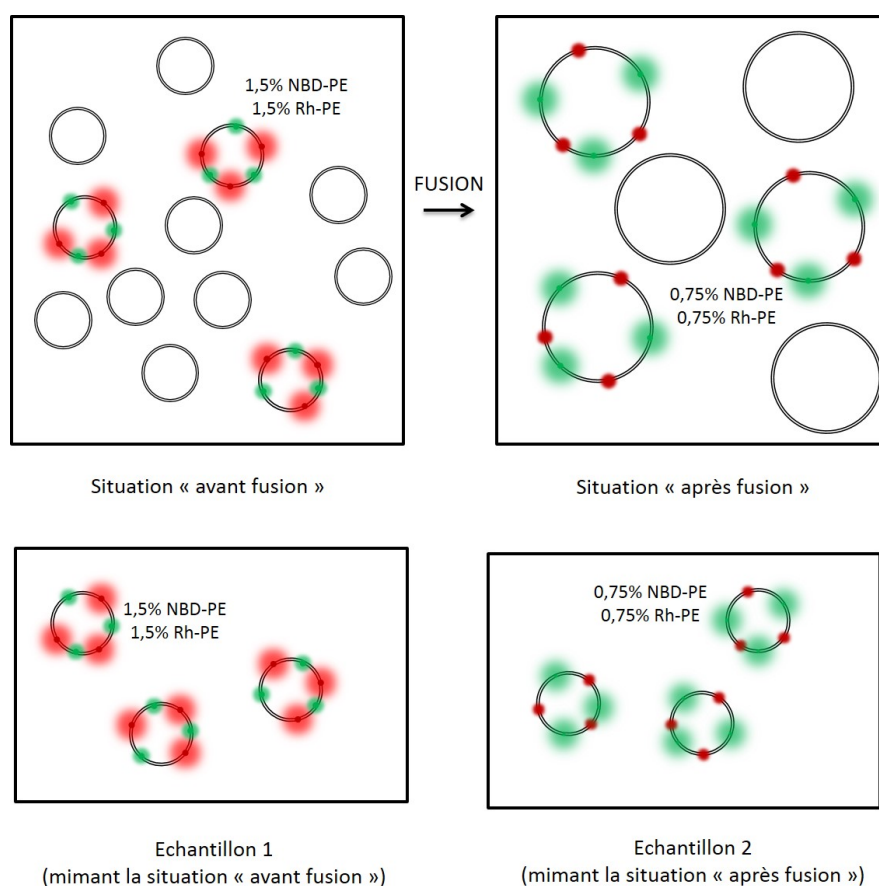 1,5% NBD-PE
1,5% Rh-PE
FUSION
0,75% NBD-PE
0,75% Rh-PE
Situation « avant fusion »
Situation « après fusion »
1,5% NBD-PE
1,5% Rh-PE
0,75% NBD-PE
0,75% Rh-PE
Echantillon 1
(mimant la situation « avant fusion »)
Echantillon 2
(mimant la situation « après fusion »)